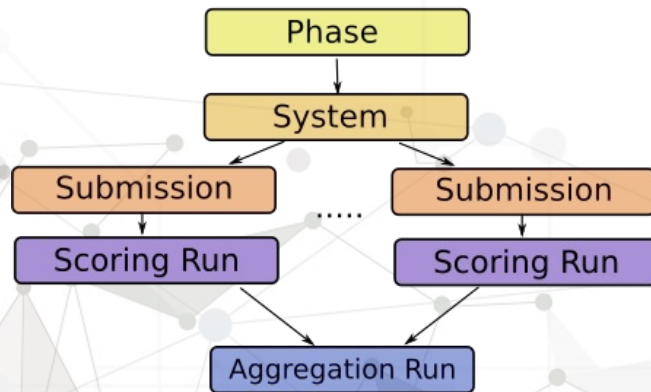 Phase
System
Submission
Submission
.....
Scoring Run
Scoring Run
Aggregation Run